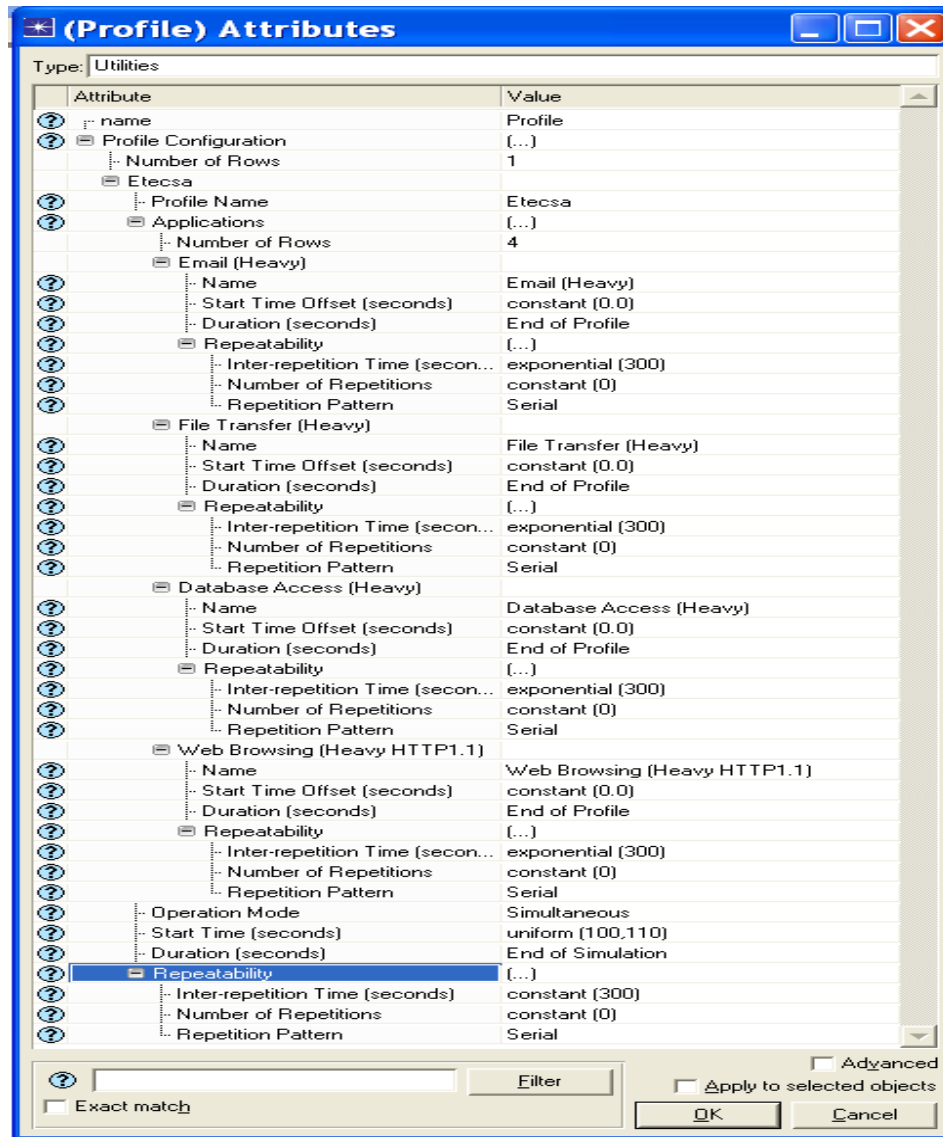 (Profile) Attributes
Type: Utilities
Attribute Value
name Profile
Profile Configuration (...)
Number of Rows 1
Etecsa
Profile Name Etecsa
Applications (...)
Number of Rows 4
Email (Heavy)
Name Email (Heavy)
Start Time Offset (seconds) constant (0.0)
Duration (seconds) End of Profile
Repeatability (...)
Inter-repetition Time (secon... exponential (300)
Number of Repetitions constant (0)
Repetition Pattern Serial
File Transfer (Heavy)
Name File Transfer (Heavy)
Start Time Offset (seconds) constant (0.0)
Duration (seconds) End of Profile
Repeatability (...)
Inter-repetition Time (secon... exponential (300)
Number of Repetitions constant (0)
Repetition Pattern Serial
Database Access (Heavy)
Name Database Access (Heavy)
Start Time Offset (seconds) constant (0.0)
Duration (seconds) End of Profile
Repeatability (...)
Inter-repetition Time (secon... exponential (300)
Number of Repetitions constant (0)
Repetition Pattern Serial
Web Browsing (Heavy HTTP1.1)
Name Web Browsing (Heavy HTTP1.1)
Start Time Offset (seconds) constant (0.0)
Duration (seconds) End of Profile
Repeatability (...)
Inter-repetition Time (secon... exponential (300)
Number of Repetitions constant (0)
Repetition Pattern Serial
Operation Mode Simultaneous
Start Time (seconds) uniform (100,110)
Duration (seconds) End of Simulation
Repeatability (...)
Inter-repetition Time (seconds) constant (300)
Number of Repetitions constant (0)
Repetition Pattern Serial
Advanced
Filter
Apply to selected objects
Exact match
OK Cancel